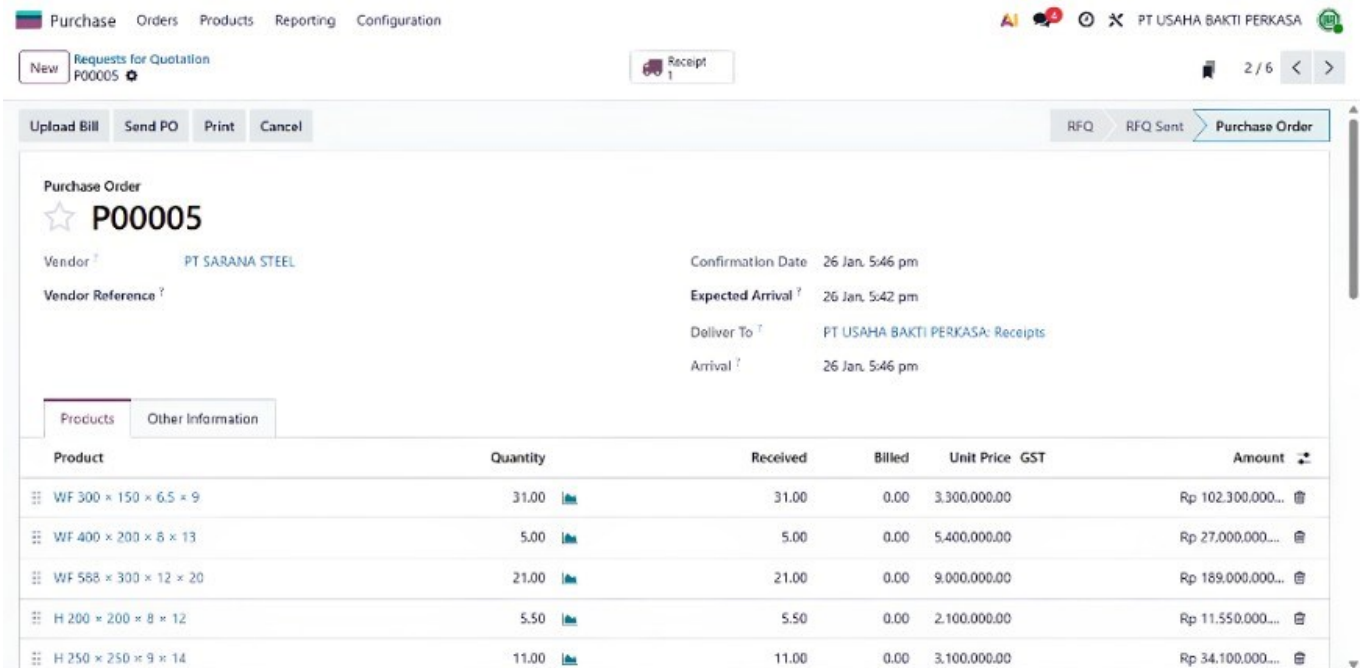 Purchase Orders Products Reporting Configuration AI 4 PT USAHA BAKTI PERKASA
New Requests for Quotation Receipt 2 / 6
P00005 1
Upload Bill Send PO Print Cancel RFQ RFQ Sent Purchase Order
Purchase Order
P00005
Vendor ? PT SARANA STEEL Confirmation Date 26 Jan, 5:46 pm
Vendor Reference ? Expected Arrival ? 26 Jan, 5:42 pm
Deliver To ? PT USAHA BAKTI PERKASA: Receipts
Arrival ? 26 Jan, 5:46 pm
Products Other Information
Product Quantity Received Billed Unit Price GST Amount
WF 300 × 150 × 6.5 × 9 31.00 31.00 0.00 3,300,000.00 Rp 102.300.000...
WF 400 × 200 × 8 × 13 5.00 5.00 0.00 5,400,000.00 Rp 27.000.000....
WF 588 × 300 × 12 × 20 21.00 21.00 0.00 9,000,000.00 Rp 189.000.000...
H 200 × 200 × 8 × 12 5.50 5.50 0.00 2,100,000.00 Rp 11.550.000....
H 250 × 250 × 9 × 14 11.00 11.00 0.00 3,100,000.00 Rp 34.100.000....